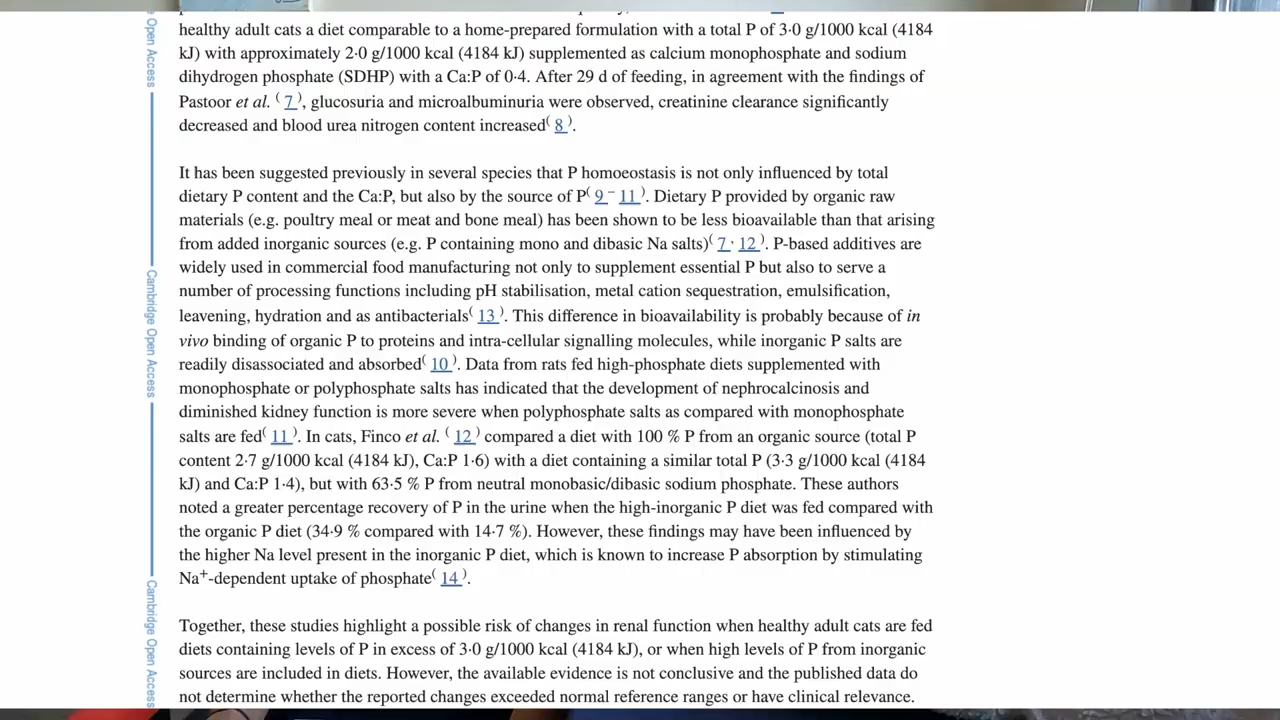 healthy adult cats a diet comparable to a home-prepared formulation with a total P of 3·0 g/1000 kcal (4184
kJ) with approximately 2·0 g/1000 kcal (4184 kJ) supplemented as calcium monophosphate and sodium
dihydrogen phosphate (SDHP) with a Ca:P of 0·4. After 29 d of feeding, in agreement with the findings of
Pastoor et al. ( 7 ), glucosuria and microalbuminuria were observed, creatinine clearance significantly
decreased and blood urea nitrogen content increased( 8 ).
It has been suggested previously in several species that P homoeostasis is not only influenced by total
dietary P content and the Ca:P, but also by the source of P( 9 – 11 ). Dietary P provided by organic raw
materials (e.g. poultry meal or meat and bone meal) has been shown to be less bioavailable than that arising
from added inorganic sources (e.g. P containing mono and dibasic Na salts)( 7 , 12 ). P-based additives are
widely used in commercial food manufacturing not only to supplement essential P but also to serve a
number of processing functions including pH stabilisation, metal cation sequestration, emulsification,
leavening, hydration and as antibacterials( 13 ). This difference in bioavailability is probably because of in
vivo binding of organic P to proteins and intra-cellular signalling molecules, while inorganic P salts are
readily disassociated and absorbed( 10 ). Data from rats fed high-phosphate diets supplemented with
monophosphate or polyphosphate salts has indicated that the development of nephrocalcinosis and
diminished kidney function is more severe when polyphosphate salts as compared with monophosphate
salts are fed( 11 ). In cats, Finco et al. ( 12 ) compared a diet with 100 % P from an organic source (total P
content 2·7 g/1000 kcal (4184 kJ), Ca:P 1·6) with a diet containing a similar total P (3·3 g/1000 kcal (4184
kJ) and Ca:P 1·4), but with 63·5 % P from neutral monobasic/dibasic sodium phosphate. These authors
noted a greater percentage recovery of P in the urine when the high-inorganic P diet was fed compared with
the organic P diet (34·9 % compared with 14·7 %). However, these findings may have been influenced by
the higher Na level present in the inorganic P diet, which is known to increase P absorption by stimulating
Na+-dependent uptake of phosphate( 14 ).
Together, these studies highlight a possible risk of changes in renal function when healthy adult cats are fed
diets containing levels of P in excess of 3·0 g/1000 kcal (4184 kJ), or when high levels of P from inorganic
sources are included in diets. However, the available evidence is not conclusive and the published data do
not determine whether the reported changes exceeded normal reference ranges or have clinical relevance.
Open Access
Cambridge Open Access
Cambridge Open Access